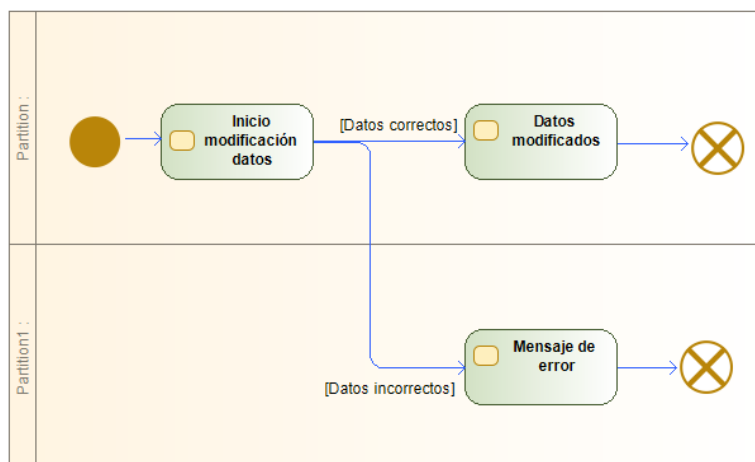 Partition :
Inicio
modificación
datos
[Datos correctos]
Datos
modificados
Partition1 :
Mensaje de
error
[Datos incorrectos]